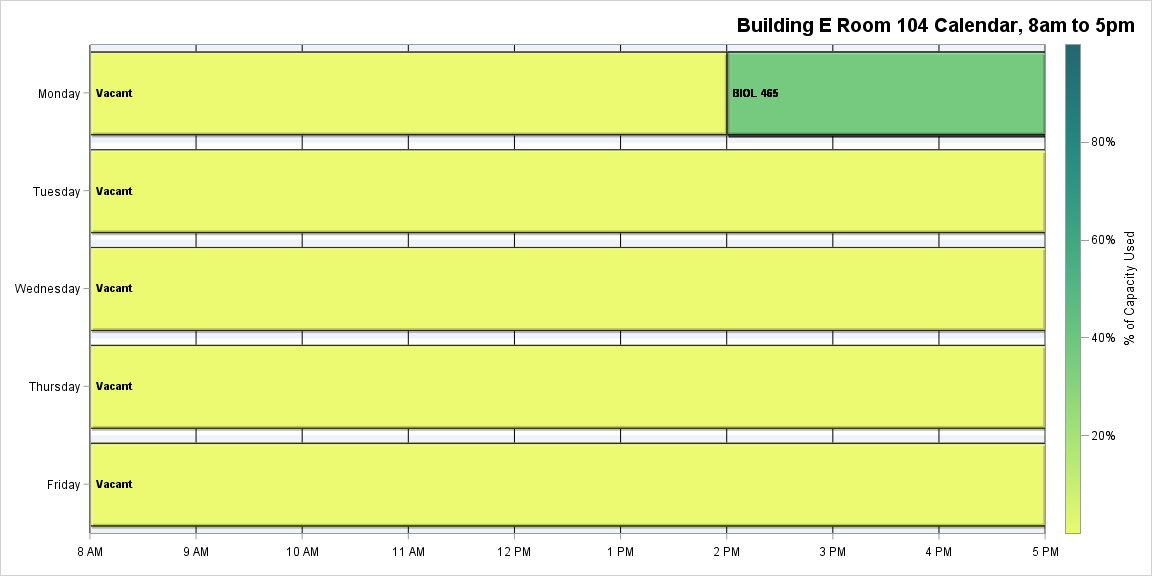 Building E Room 104 Calendar, 8am to 5pm
Monday
Vacant
BIOL 465
Tuesday
Vacant
Wednesday
Vacant
Thursday
Vacant
Friday
Vacant
8 AM 9 AM 10 AM 11 AM 12 PM 1 PM 2 PM 3 PM 4 PM 5 PM
80%
60%
40%
20%
% of Capacity Used